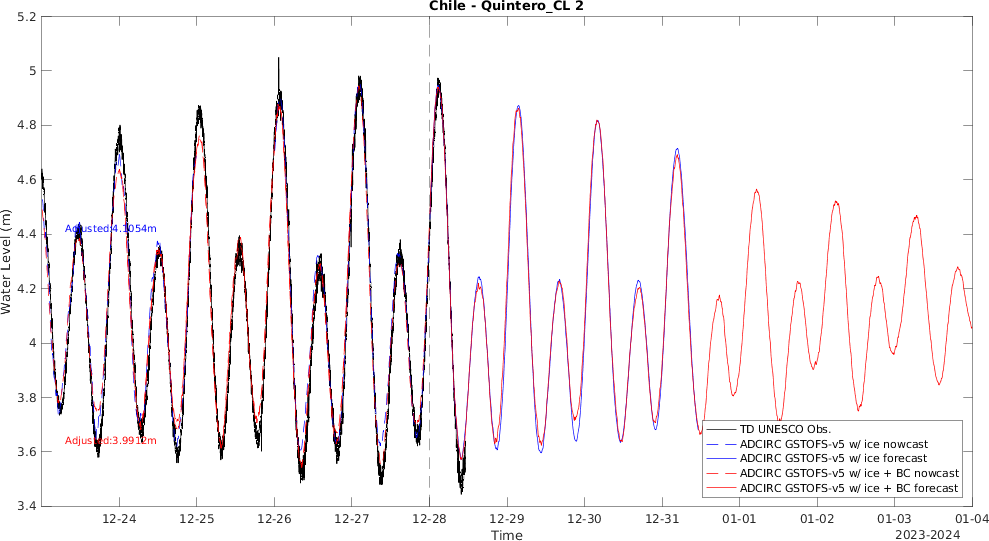 Chile - Quintero_CL 2
5.2
5
4.8
4.6
4.4
4.2
4
3.8
3.6
3.4
Water Level (m)
Adjusted:4.1054m
Adjusted:3.9912m
TD UNESCO Obs.
ADCIRC GSTOFS-v5 w/ ice nowcast
ADCIRC GSTOFS-v5 w/ ice forecast
ADCIRC GSTOFS-v5 w/ ice + BC nowcast
ADCIRC GSTOFS-v5 w/ ice + BC forecast
12-24 12-25 12-26 12-27 12-28 12-29 12-30 12-31 01-01 01-02 01-03 01-04
Time
2023-2024